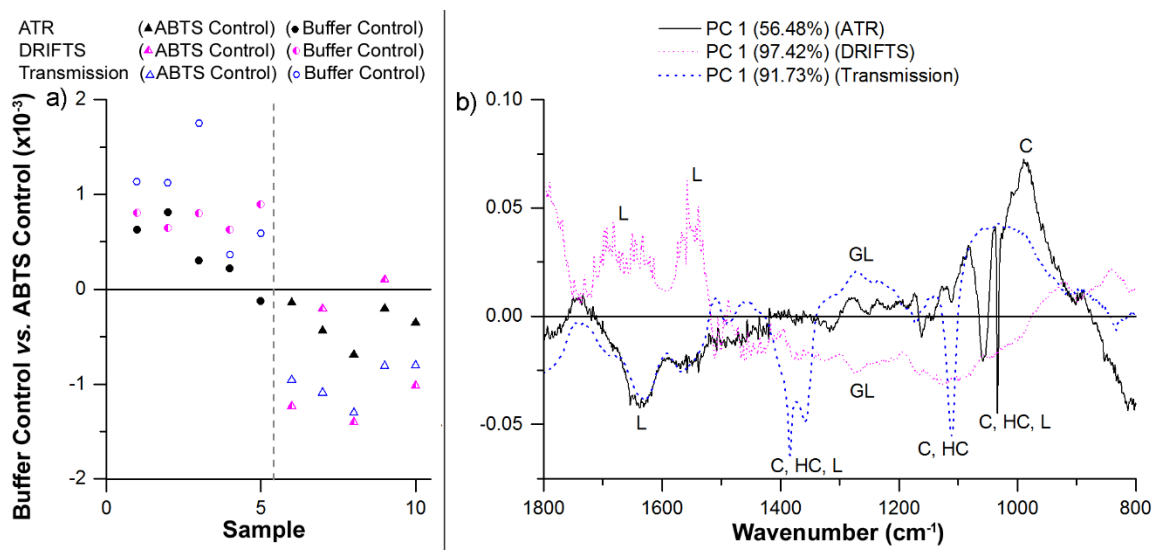 ATR (▲ABTS Control) (●Buffer Control)
DRIFTS (ABTS Control) (Buffer Control)
Transmission (△ABTS Control) (○Buffer Control)
a)
2
1
0
-1
-2
Buffer Control vs. ABTS Control (x10⁻³)
1 5 10
Sample
PC 1 (56.48%) (ATR)
PC 1 (97.42%) (DRIFTS)
PC 1 (91.73%) (Transmission)
b)
0.10
0.05
0.00
-0.05
L
L
GL
C
GL
L
C, HC, L
C, HC
C, HC, L
1800 1600 1400 1200 1000 800
Wavenumber (cm⁻¹)